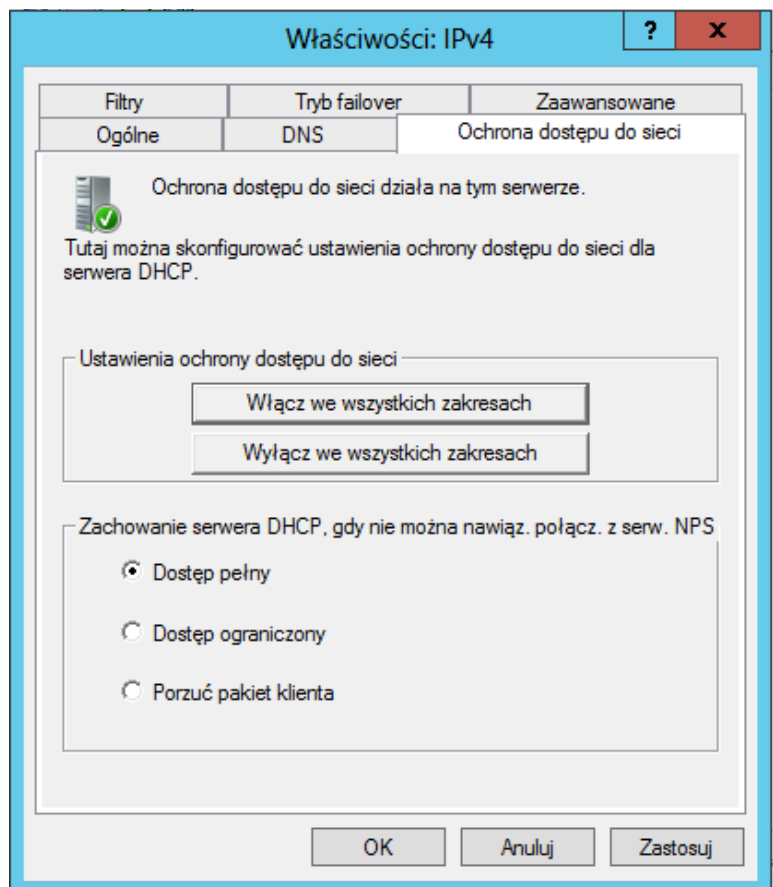 Właściwości: IPv4
?
x
Filtry
Tryb failover
Zaawansowane
Ogólne
DNS
Ochrona dostępu do sieci
Ochrona dostępu do sieci działa na tym serwerze.
Tutaj można skonfigurować ustawienia ochrony dostępu do sieci dla
serwera DHCP.
Ustawienia ochrony dostępu do sieci
Włącz we wszystkich zakresach
Wyłącz we wszystkich zakresach
Zachowanie serwera DHCP, gdy nie można nawiąz. połącz. z serw. NPS
Dostęp pełny
Dostęp ograniczony
Porzuć pakiet klienta
OK
Anuluj
Zastosuj